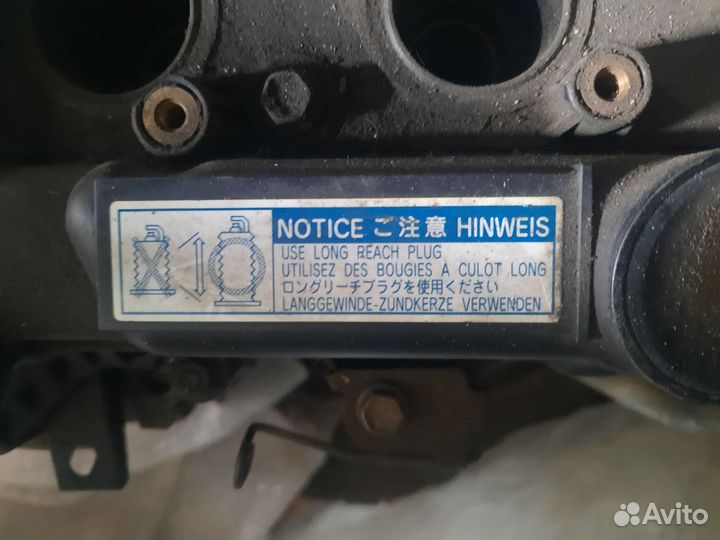 NOTICE ご注意 HINWEIS
USE LONG REACH PLUG
UTILISEZ DES BOUGIES À CULOT LONG
ロングリーチプラグを使用ください
LANGGEWINDE-ZUNDKERZE VERWENDEN
Avito